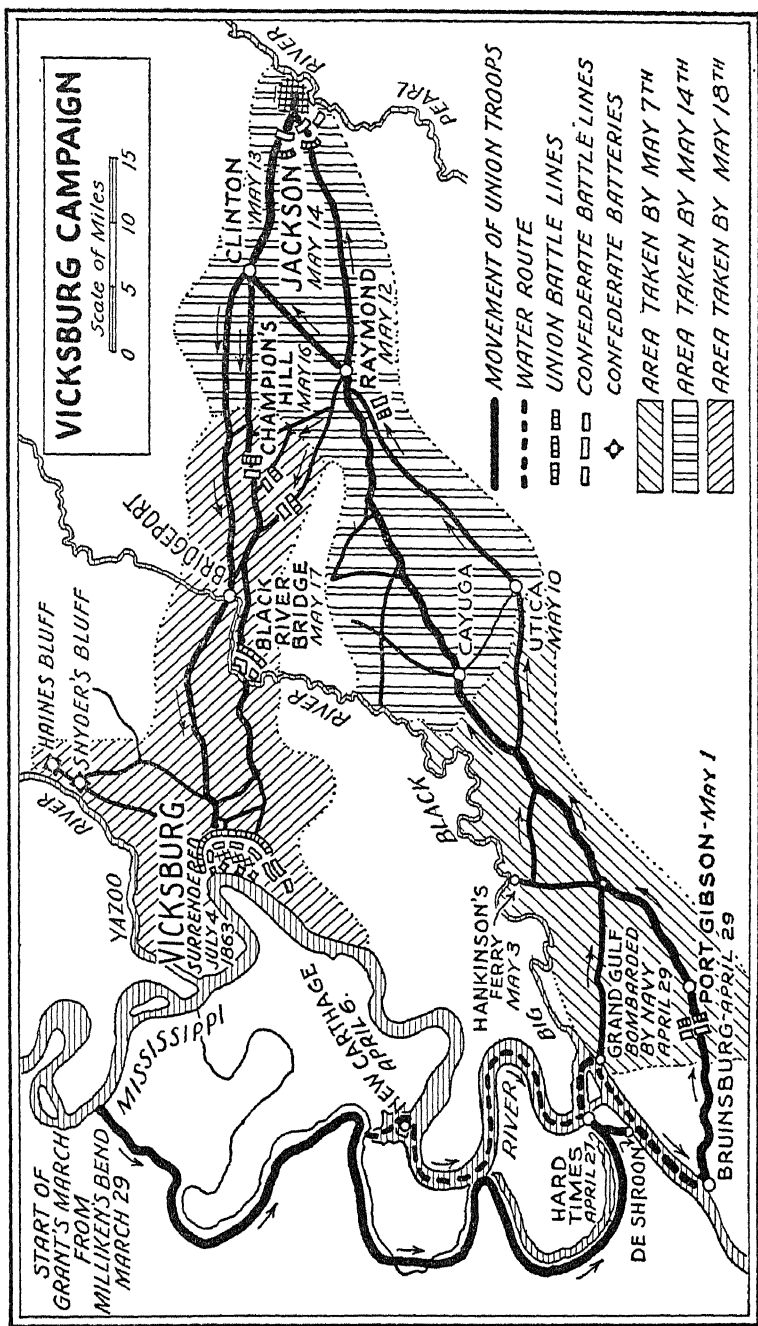 VICKSBURG CAMPAIGN
Scale of Miles
0 5 10 15
START OF
GRANT'S MARCH
FROM
MILLIKEN'S BEND
MARCH 29
MISSISSIPPI
YAZOO
RIVER
HAINES BLUFF
SNYDER'S BLUFF
VICKSBURG
SURRENDERED
JULY 4,
1863
BRIDGEPORT
BLACK
RIVER
BRIDGE
MAY 17
CHAMPION'S
HILL
MAY 16
CLINTON
MAY 13
JACKSON
MAY 14
PEARL
RIVER
RAYMOND
MAY 12
NEW CARTHAGE
APRIL 6.
RIVER
HARD
TIMES
APRIL 27
DE SHROON
HANKINSON'S
FERRY
MAY 3
BIG
BLACK
RIVER
CAYUGA
UTICA
MAY 10
GRAND GULF
BOMBARDED
BY NAVY
APRIL 29
PORT GIBSON-MAY 1
BRUINSBURG-APRIL 29
MOVEMENT OF UNION TROOPS
WATER ROUTE
UNION BATTLE LINES
CONFEDERATE BATTLE LINES
CONFEDERATE BATTERIES
AREA TAKEN BY MAY 7TH
AREA TAKEN BY MAY 14TH
AREA TAKEN BY MAY 18TH